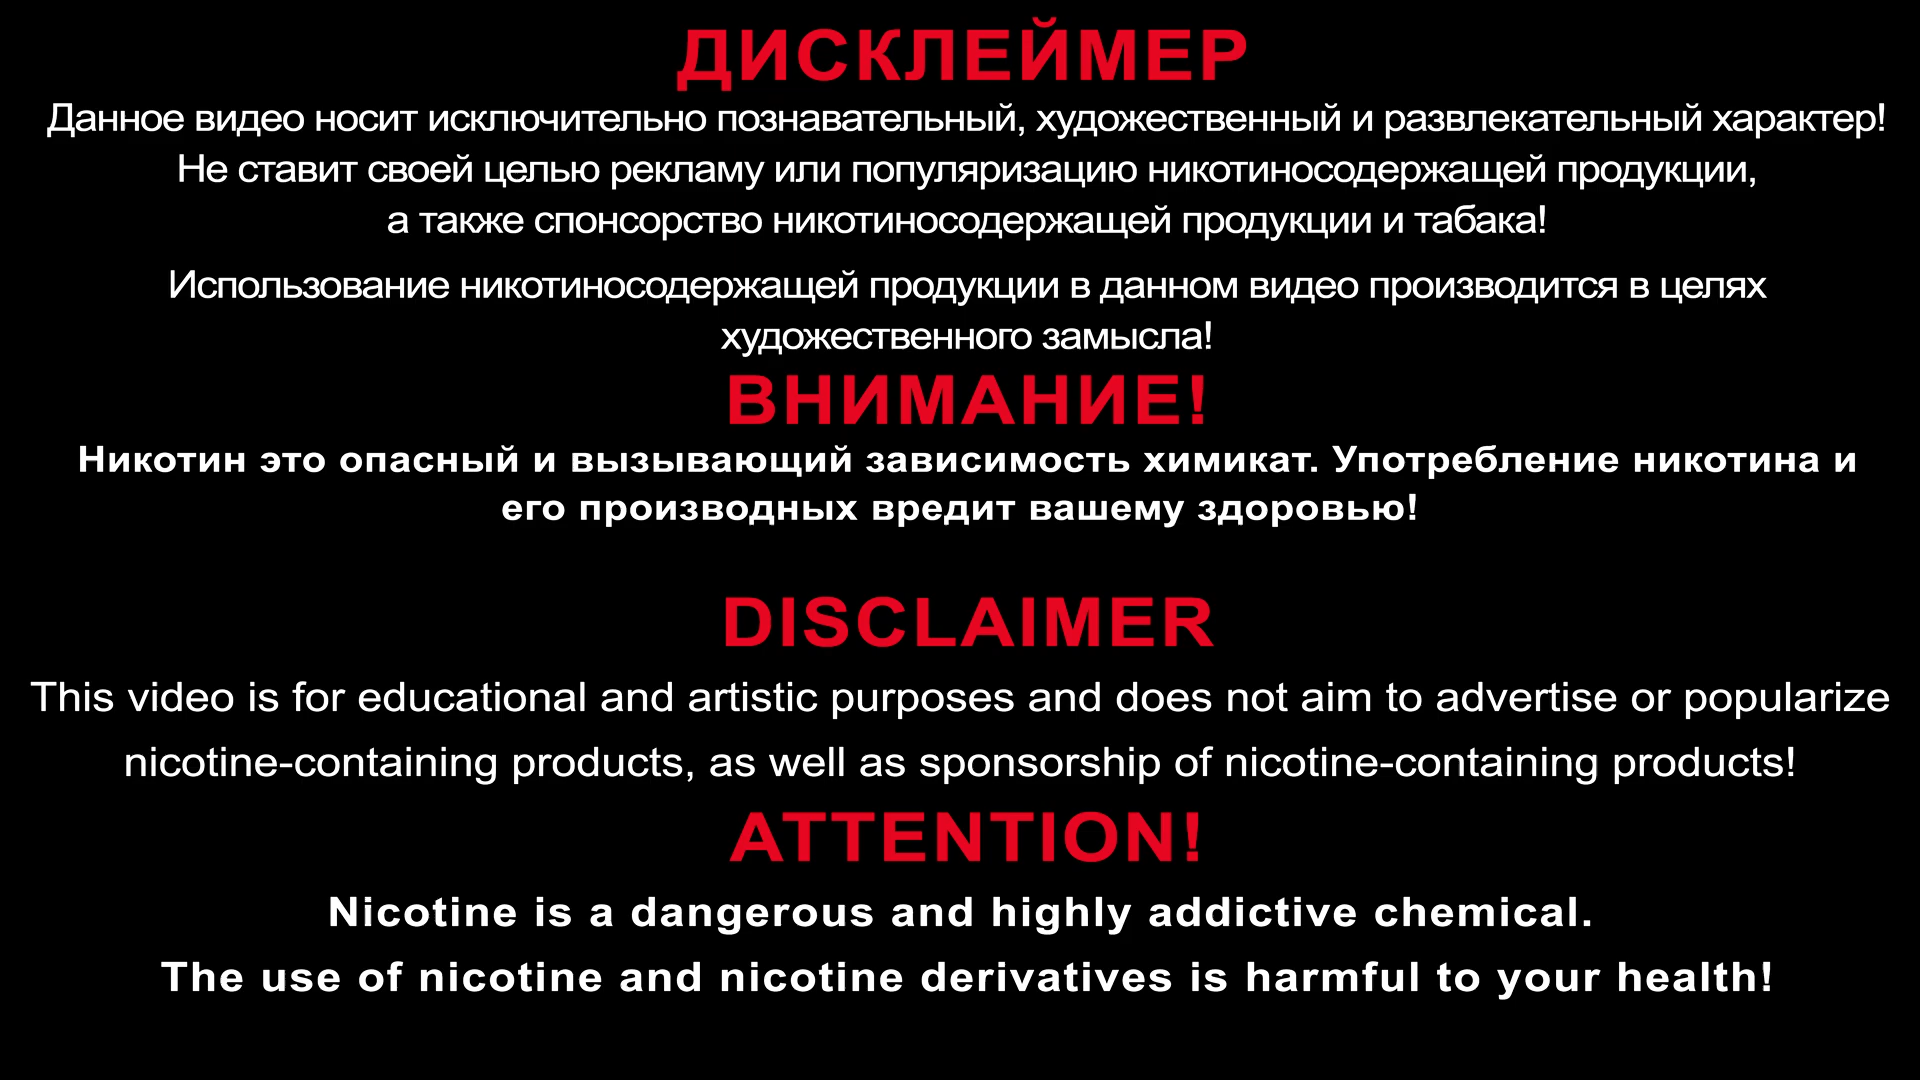 ДИСКЛЕЙМЕР
Данное видео носит исключительно познавательный, художественный и развлекательный характер!
Не ставит своей целью рекламу или популяризацию никотиносодержащей продукции,
а также спонсорство никотиносодержащей продукции и табака!
Использование никотиносодержащей продукции в данном видео производится в целях
художественного замысла!
ВНИМАНИЕ!
Никотин это опасный и вызывающий зависимость химикат. Употребление никотина и
его производных вредит вашему здоровью!
DISCLAIMER
This video is for educational and artistic purposes and does not aim to advertise or popularize
nicotine-containing products, as well as sponsorship of nicotine-containing products!
ATTENTION!
Nicotine is a dangerous and highly addictive chemical.
The use of nicotine and nicotine derivatives is harmful to your health!